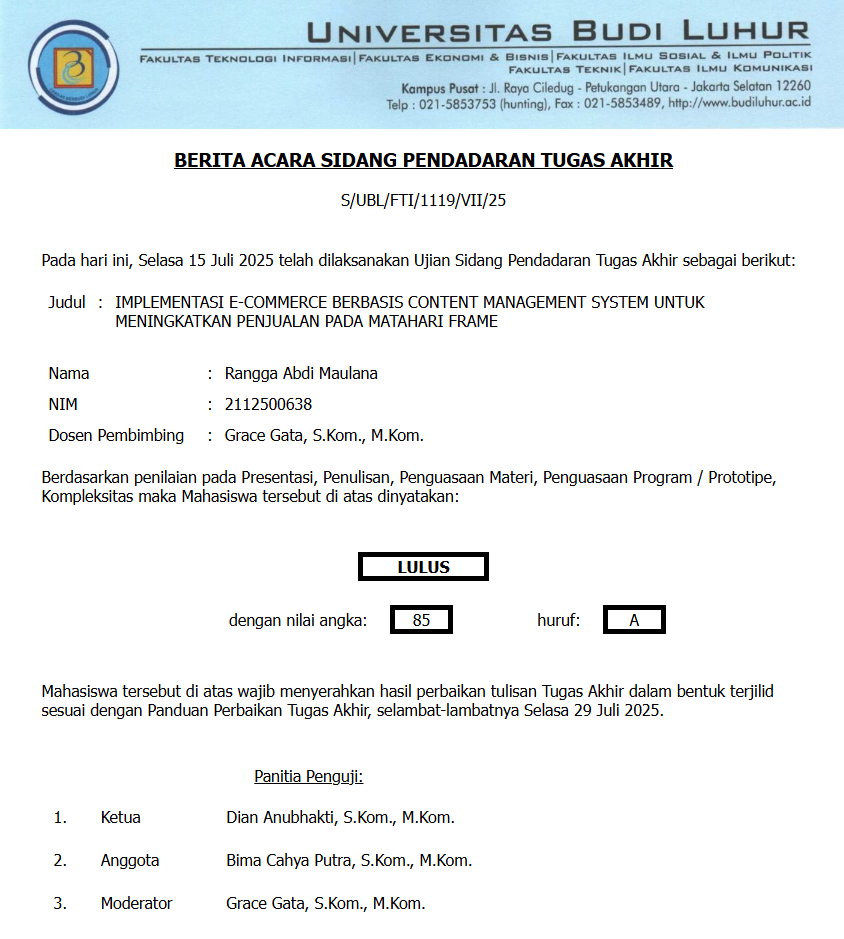 UNIVERSITAS BUDI LUHUR
FAKULTAS TEKNOLOGI INFORMASI|FAKULTAS EKONOMI & BISNIS|FAKULTAS ILMU SOSIAL & ILMU POLITIK
FAKULTAS TEKNIK|FAKULTAS ILMU KOMUNIKASI
Kampus Pusat : Jl. Raya Ciledug - Petukangan Utara - Jakarta Selatan 12260
Telp : 021-5853753 (hunting), Fax : 021-5853489, http://www.budiluhur.ac.id
BERITA ACARA SIDANG PENDADARAN TUGAS AKHIR
S/UBL/FTI/1119/VII/25
Pada hari ini, Selasa 15 Juli 2025 telah dilaksanakan Ujian Sidang Pendadaran Tugas Akhir sebagai berikut:
Judul : IMPLEMENTASI E-COMMERCE BERBASIS CONTENT MANAGEMENT SYSTEM UNTUK
MENINGKATKAN PENJUALAN PADA MATAHARI FRAME
Nama : Rangga Abdi Maulana
NIM : 2112500638
Dosen Pembimbing : Grace Gata, S.Kom., M.Kom.
Berdasarkan penilaian pada Presentasi, Penulisan, Penguasaan Materi, Penguasaan Program / Prototipe,
Kompleksitas maka Mahasiswa tersebut di atas dinyatakan:
LULUS
dengan nilai angka: 85 huruf: A
Mahasiswa tersebut di atas wajib menyerahkan hasil perbaikan tulisan Tugas Akhir dalam bentuk terjilid
sesuai dengan Panduan Perbaikan Tugas Akhir, selambat-lambatnya Selasa 29 Juli 2025.
Panitia Penguji:
1. Ketua Dian Anubhakti, S.Kom., M.Kom.
2. Anggota Bima Cahya Putra, S.Kom., M.Kom.
3. Moderator Grace Gata, S.Kom., M.Kom.